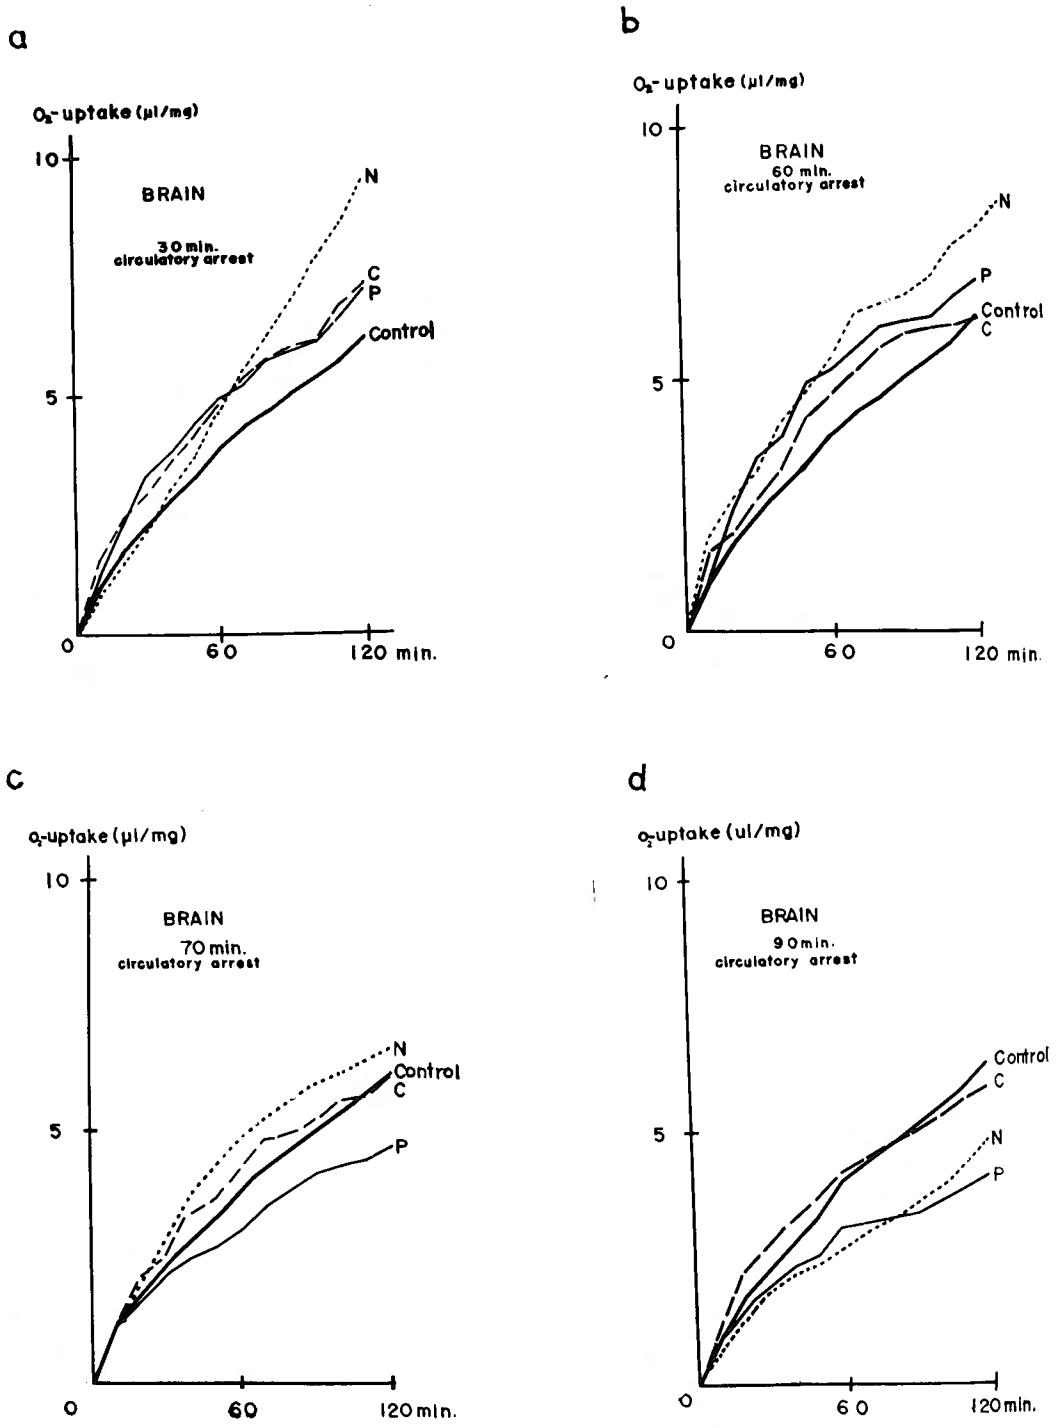 a
O₂-uptake (µl/mg)
10
BRAIN
30 min.
circulatory arrest
N
C
P
Control
5
0
60
120 min.
b
O₂-uptake (µl/mg)
10
BRAIN
60 min.
circulatory arrest
N
P
Control
C
5
0
60
120 min.
c
O₂-uptake (µl/mg)
10
BRAIN
70 min.
circulatory arrest
N
Control
C
5
P
0
60
120 min.
d
O₂-uptake (ul/mg)
10
BRAIN
90 min.
circulatory arrest
Control
C
5
N
P
0
60
120 min.